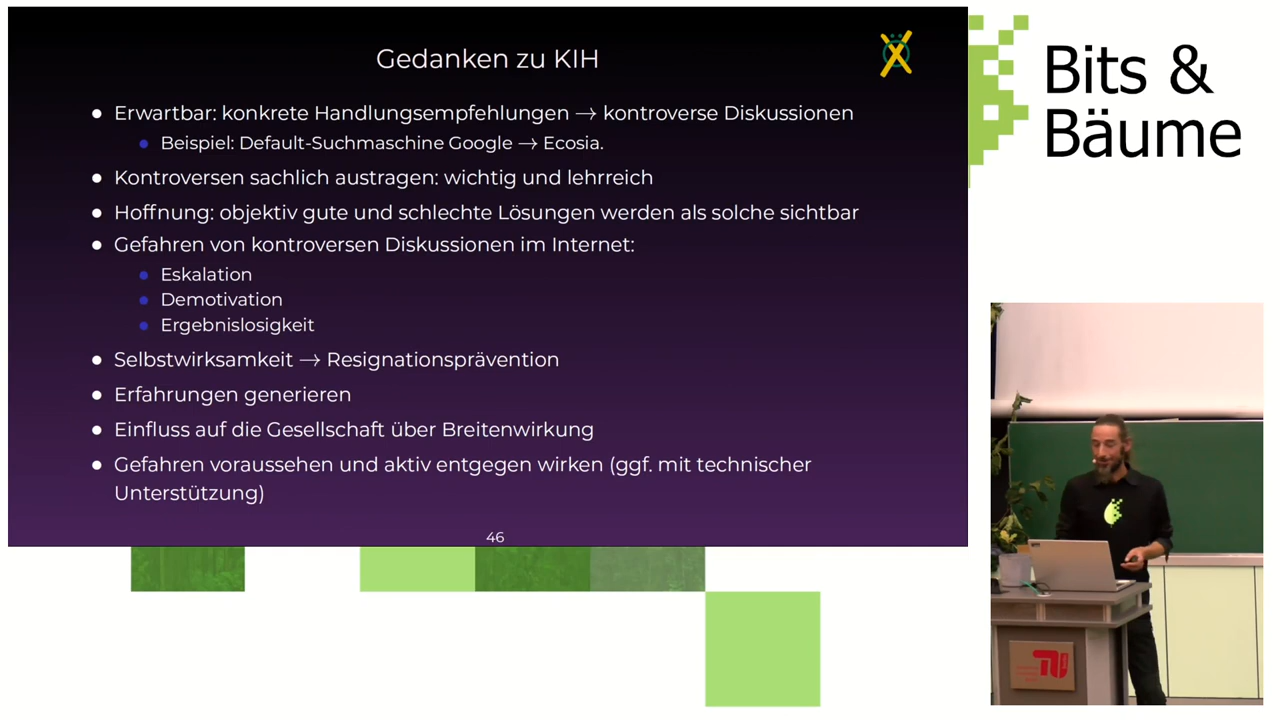 Gedanken zu KIH
● Erwartbar: konkrete Handlungsempfehlungen → kontroverse Diskussionen
● Beispiel: Default-Suchmaschine Google → Ecosia.
● Kontroversen sachlich austragen: wichtig und lehrreich
● Hoffnung: objektiv gute und schlechte Lösungen werden als solche sichtbar
● Gefahren von kontroversen Diskussionen im Internet:
● Eskalation
● Demotivation
● Ergebnislosigkeit
● Selbstwirksamkeit → Resignationsprävention
● Erfahrungen generieren
● Einfluss auf die Gesellschaft über Breitenwirkung
● Gefahren voraussehen und aktiv entgegen wirken (ggf. mit technischer
Unterstützung)
46
Bits &
Bäume